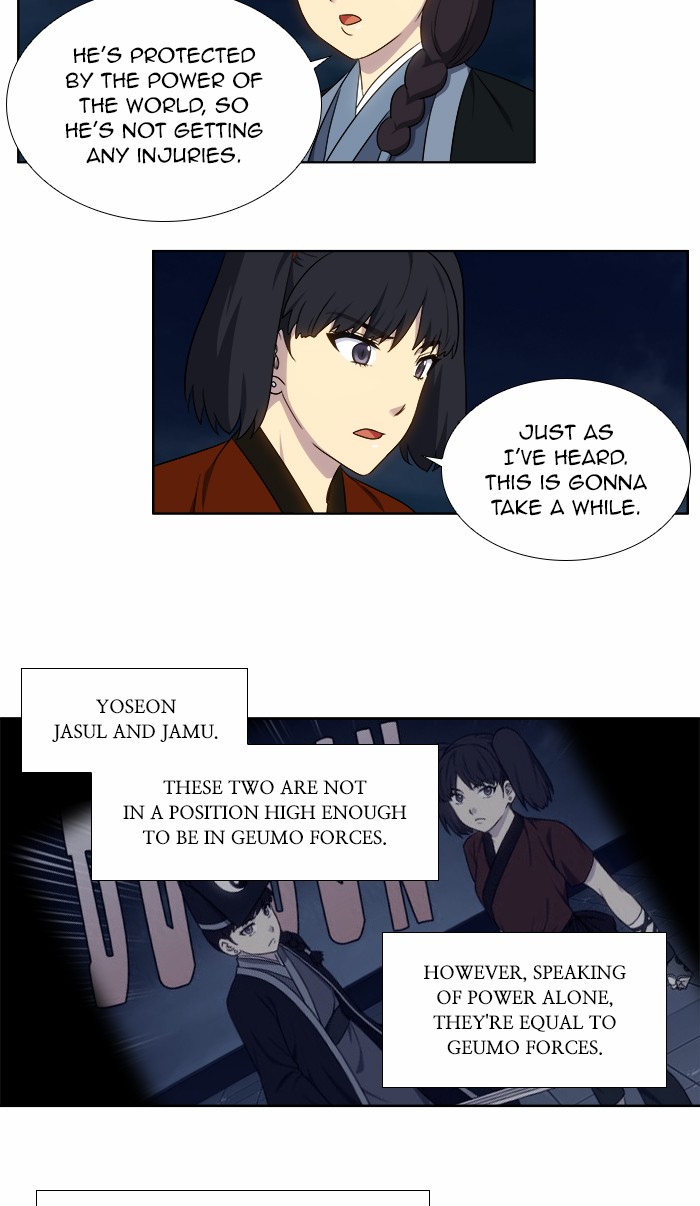 HE'S PROTECTED
BY THE POWER OF
THE WORLD, SO
HE'S NOT GETTING
ANY INJURIES.
JUST AS
I'VE HEARD.
THIS IS GONNA
TAKE A WHILE.
YOSEON
JASUL AND JAMU.
THESE TWO ARE NOT
IN A POSITION HIGH ENOUGH
TO BE IN GEUMO FORCES.
HOWEVER, SPEAKING
OF POWER ALONE,
THEY'RE EQUAL TO
GEUMO FORCES.